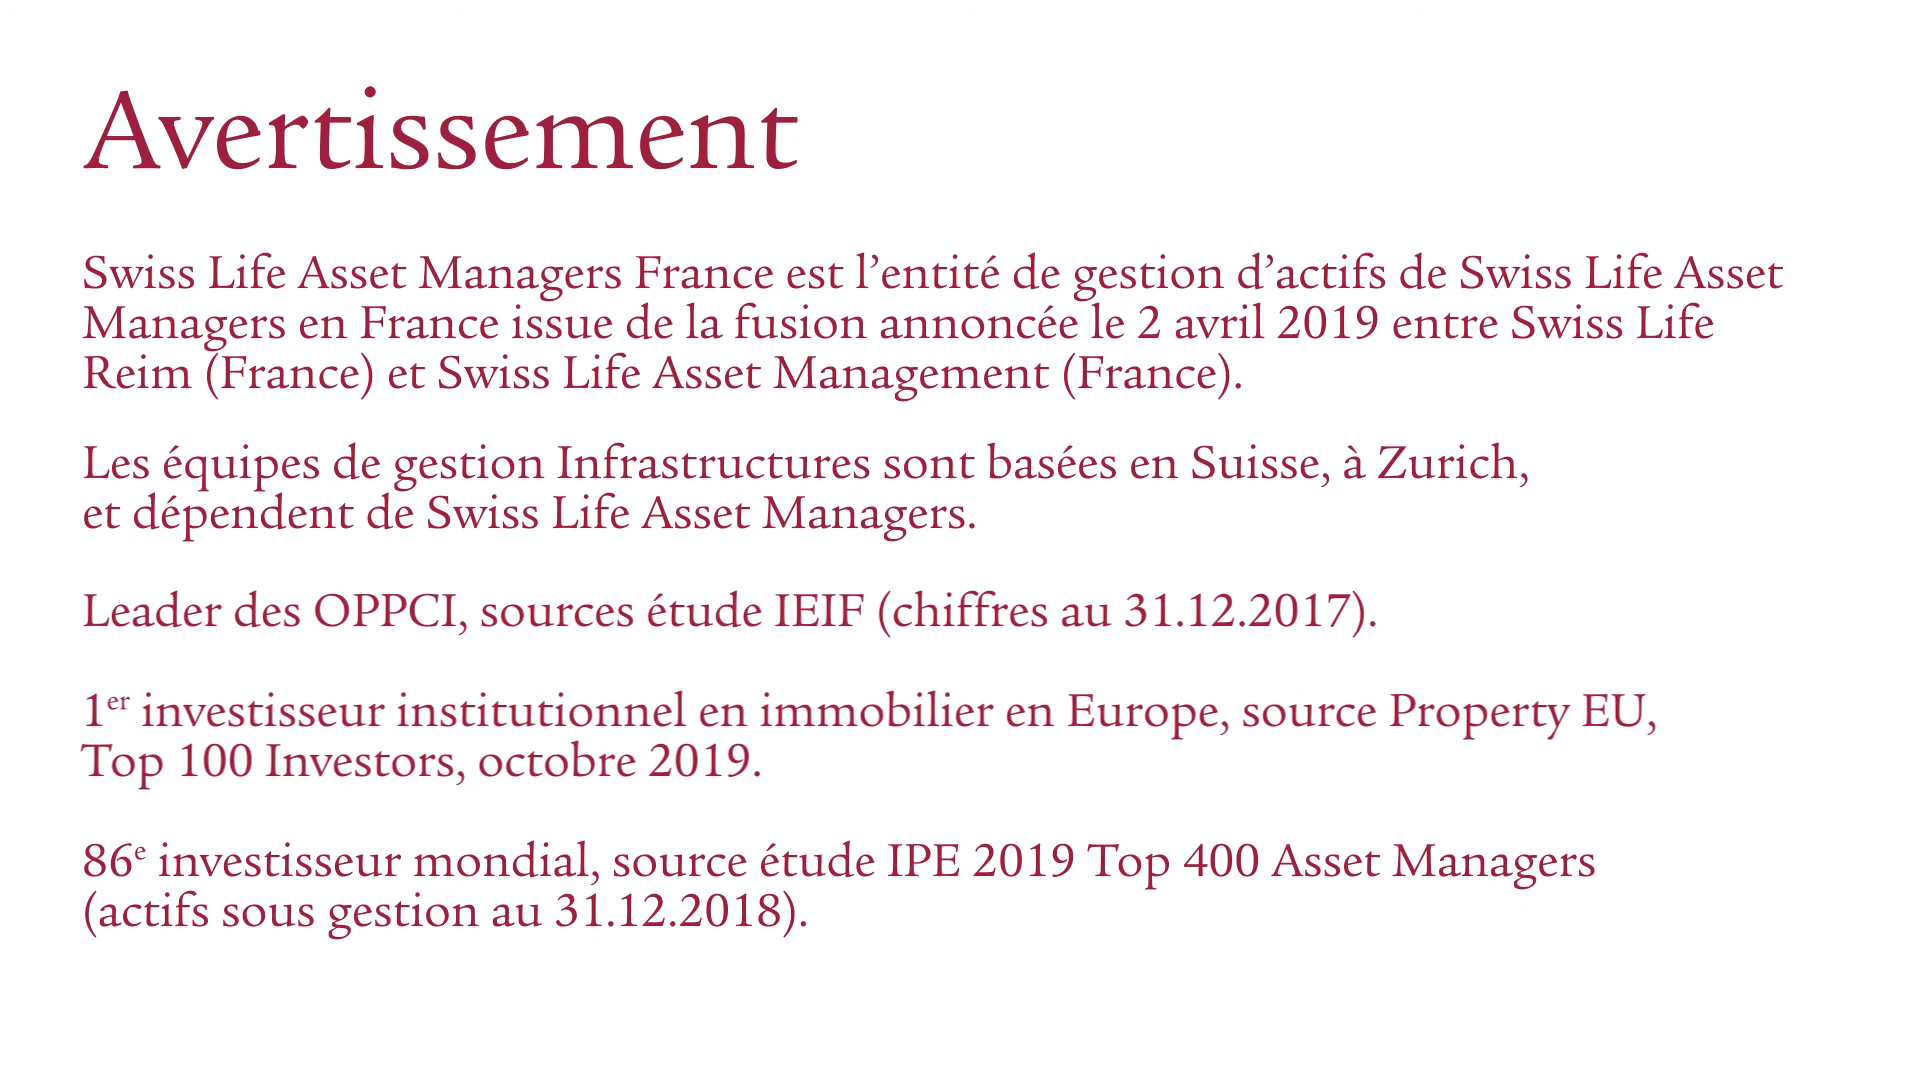 Avertissement
Swiss Life Asset Managers France est l’entité de gestion d’actifs de Swiss Life Asset
Managers en France issue de la fusion annoncée le 2 avril 2019 entre Swiss Life
Reim (France) et Swiss Life Asset Management (France).
Les équipes de gestion Infrastructures sont basées en Suisse, à Zurich,
et dépendent de Swiss Life Asset Managers.
Leader des OPPCI, sources étude IEIF (chiffres au 31.12.2017).
1er investisseur institutionnel en immobilier en Europe, source Property EU,
Top 100 Investors, octobre 2019.
86e investisseur mondial, source étude IPE 2019 Top 400 Asset Managers
(actifs sous gestion au 31.12.2018).